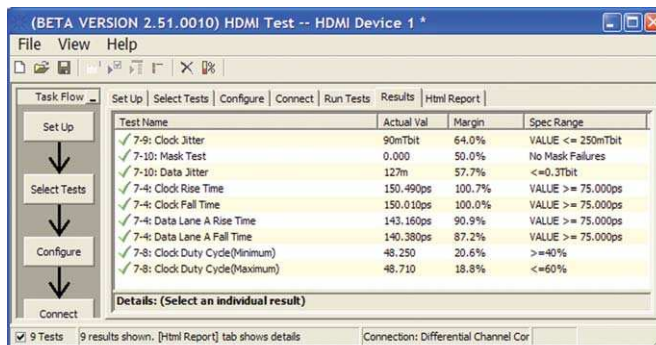 (BETA VERSION 2.51.0010) HDMI Test -- HDMI Device 1 *
File View Help
Task Flow
Set Up
Select Tests
Configure
Connect
Set Up Select Tests Configure Connect Run Tests Results Html Report
Test Name Actual Val Margin Spec Range
7-9: Clock Jitter 90mTbit 64.0% VALUE <= 250mTbit
7-10: Mask Test 0.000 50.0% No Mask Failures
7-10: Data Jitter 127m 57.7% <=0.3Tbit
7-4: Clock Rise Time 150.490ps 100.7% VALUE >= 75.000ps
7-4: Clock Fall Time 150.010ps 100.0% VALUE >= 75.000ps
7-4: Data Lane A Rise Time 143.160ps 90.9% VALUE >= 75.000ps
7-4: Data Lane A Fall Time 140.380ps 87.2% VALUE >= 75.000ps
7-8: Clock Duty Cycle(Minimum) 48.250 20.6% >=40%
7-8: Clock Duty Cycle(Maximum) 48.710 18.8% <=60%
Details: (Select an individual result)
9 Tests 9 results shown. [Html Report] tab shows details Connection: Differential Channel Cor